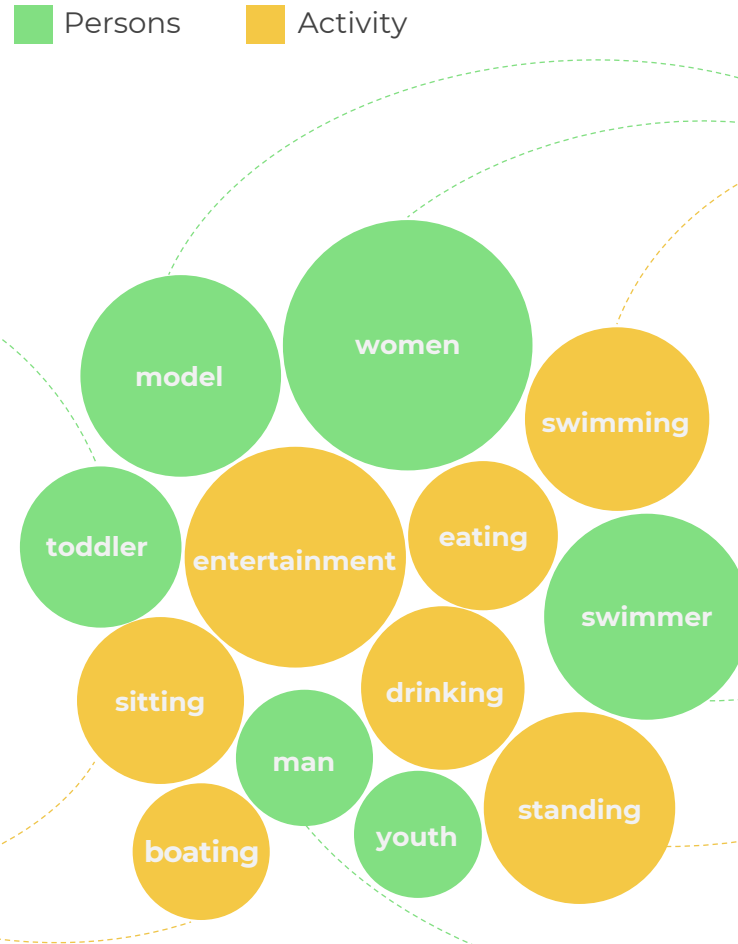 Persons
Activity
women
model
swimming
eating
toddler
entertainment
swimmer
drinking
sitting
man
standing
youth
boating